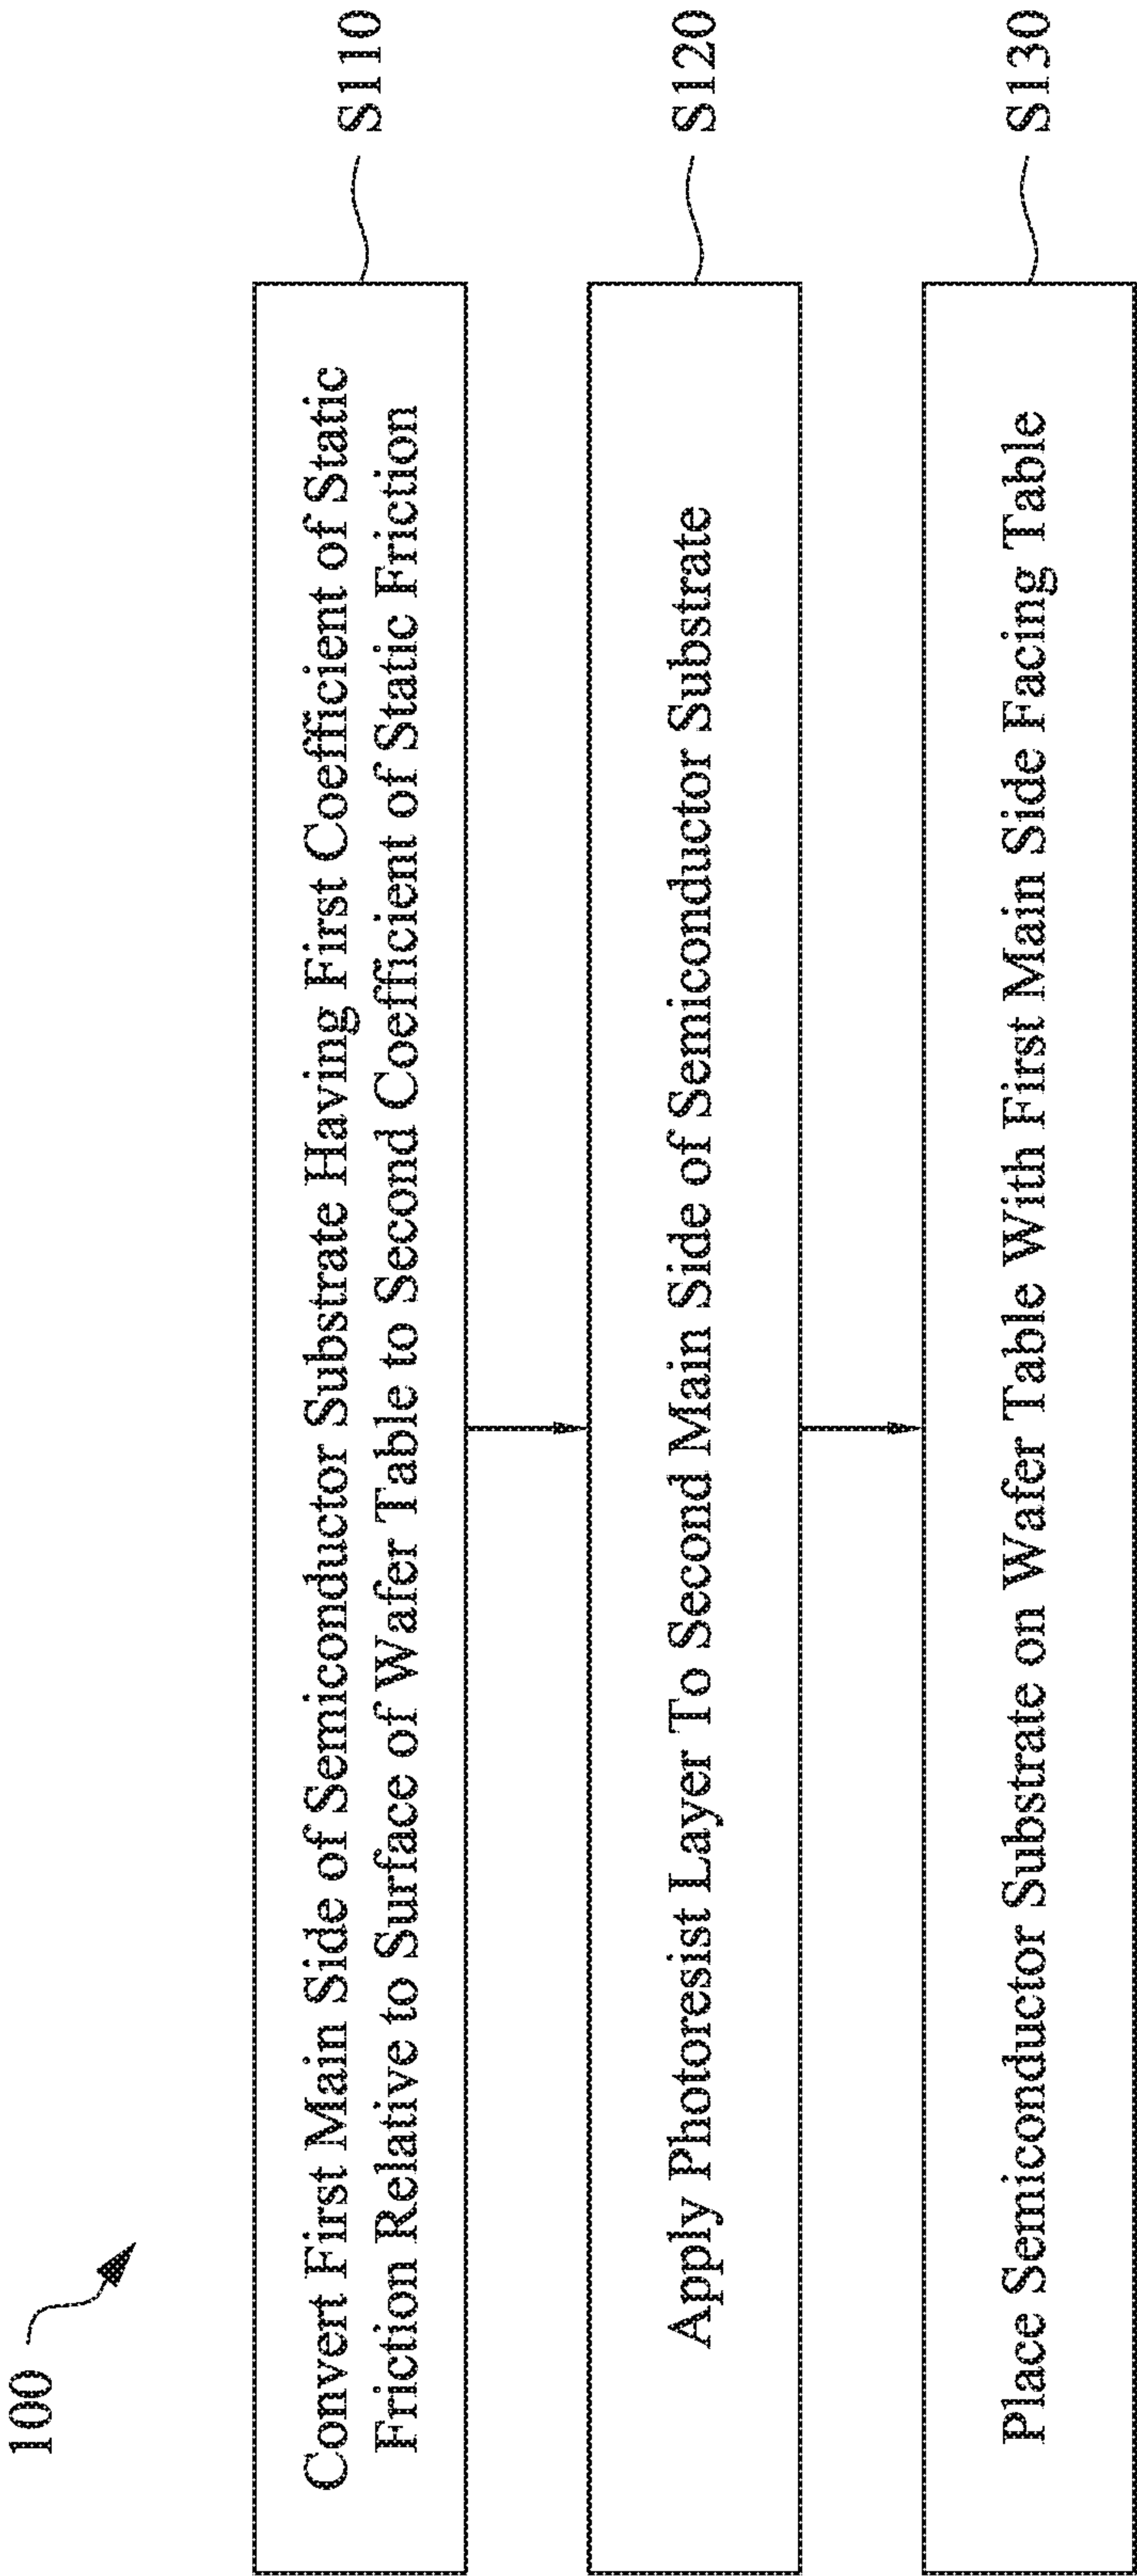 100
Convert First Main Side of Semiconductor Substrate Having First Coefficient of Static
Friction Relative to Surface of Wafer Table to Second Coefficient of Static Friction
S110
Apply Photoresist Layer To Second Main Side of Semiconductor Substrate
S120
Place Semiconductor Substrate on Wafer Table With First Main Side Facing Table
S130